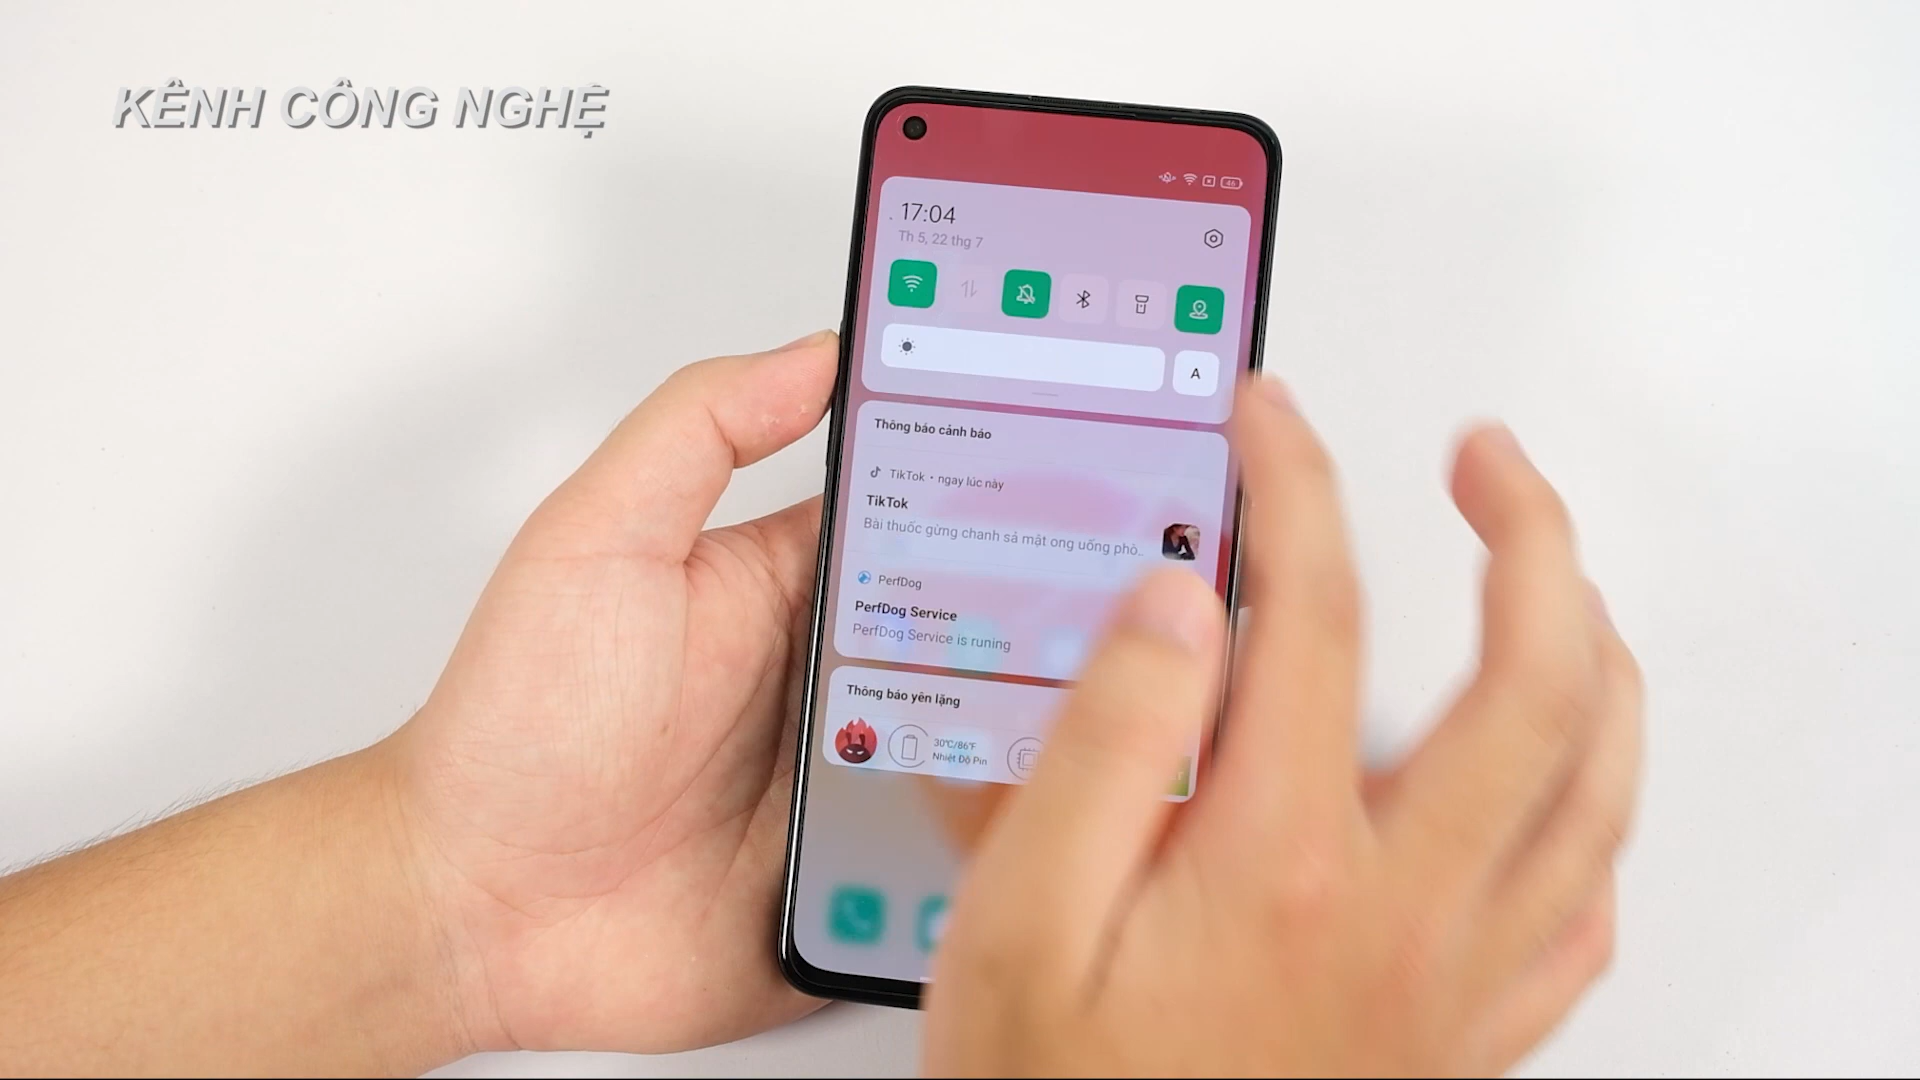 KÊNH CÔNG NGHỆ
46
17:04
Th 5, 22 thg 7
A
Thông báo cảnh báo
TikTok • ngay lúc này
TikTok
Bài thuốc gừng chanh sả mật ong uống phò..
PerfDog
PerfDog Service
PerfDog Service is runing
Thông báo yên lặng
30℃/86℉
Nhiệt Độ Pin